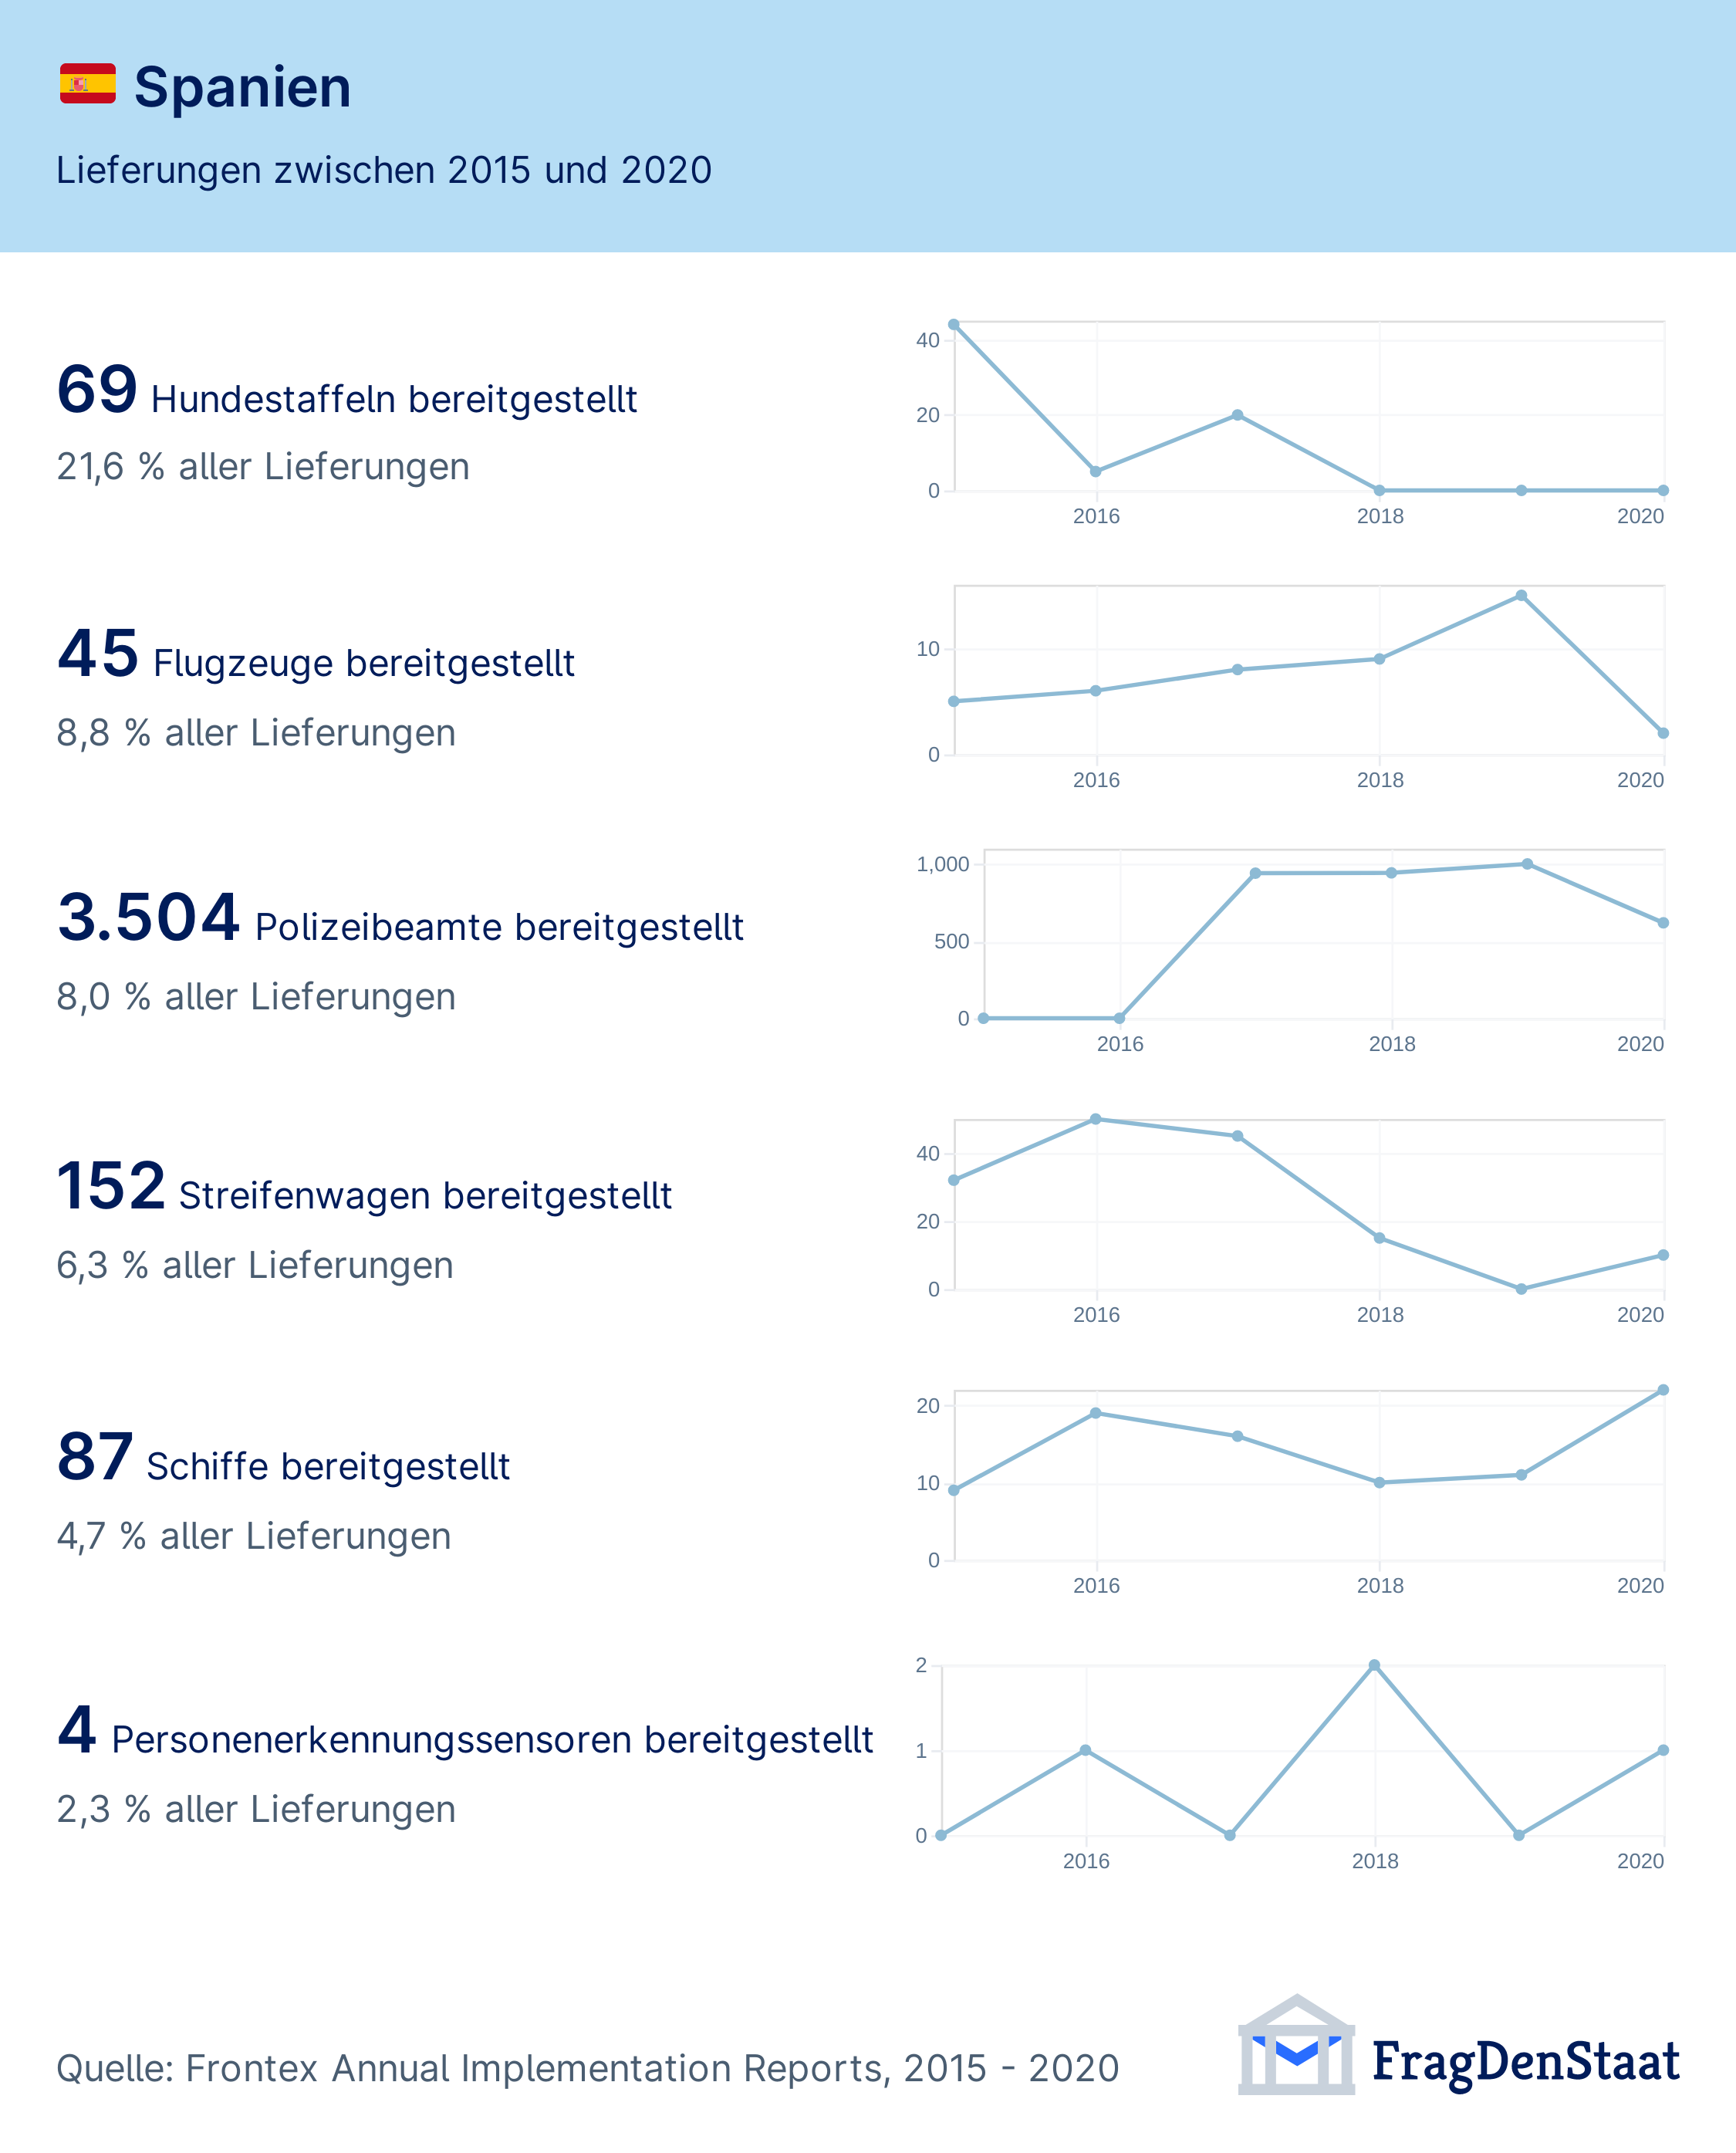 Spanien
Lieferungen zwischen 2015 und 2020
69 Hundestaffeln bereitgestellt
21,6 % aller Lieferungen
40
20
0
2016 2018 2020
45 Flugzeuge bereitgestellt
8,8 % aller Lieferungen
10
0
2016 2018 2020
3.504 Polizeibeamte bereitgestellt
8,0 % aller Lieferungen
1,000
500
0
2016 2018 2020
152 Streifenwagen bereitgestellt
6,3 % aller Lieferungen
40
20
0
2016 2018 2020
87 Schiffe bereitgestellt
4,7 % aller Lieferungen
20
10
0
2016 2018 2020
4 Personenerkennungssensoren bereitgestellt
2,3 % aller Lieferungen
2
1
0
2016 2018 2020
Quelle: Frontex Annual Implementation Reports, 2015 - 2020
FragDenStaat